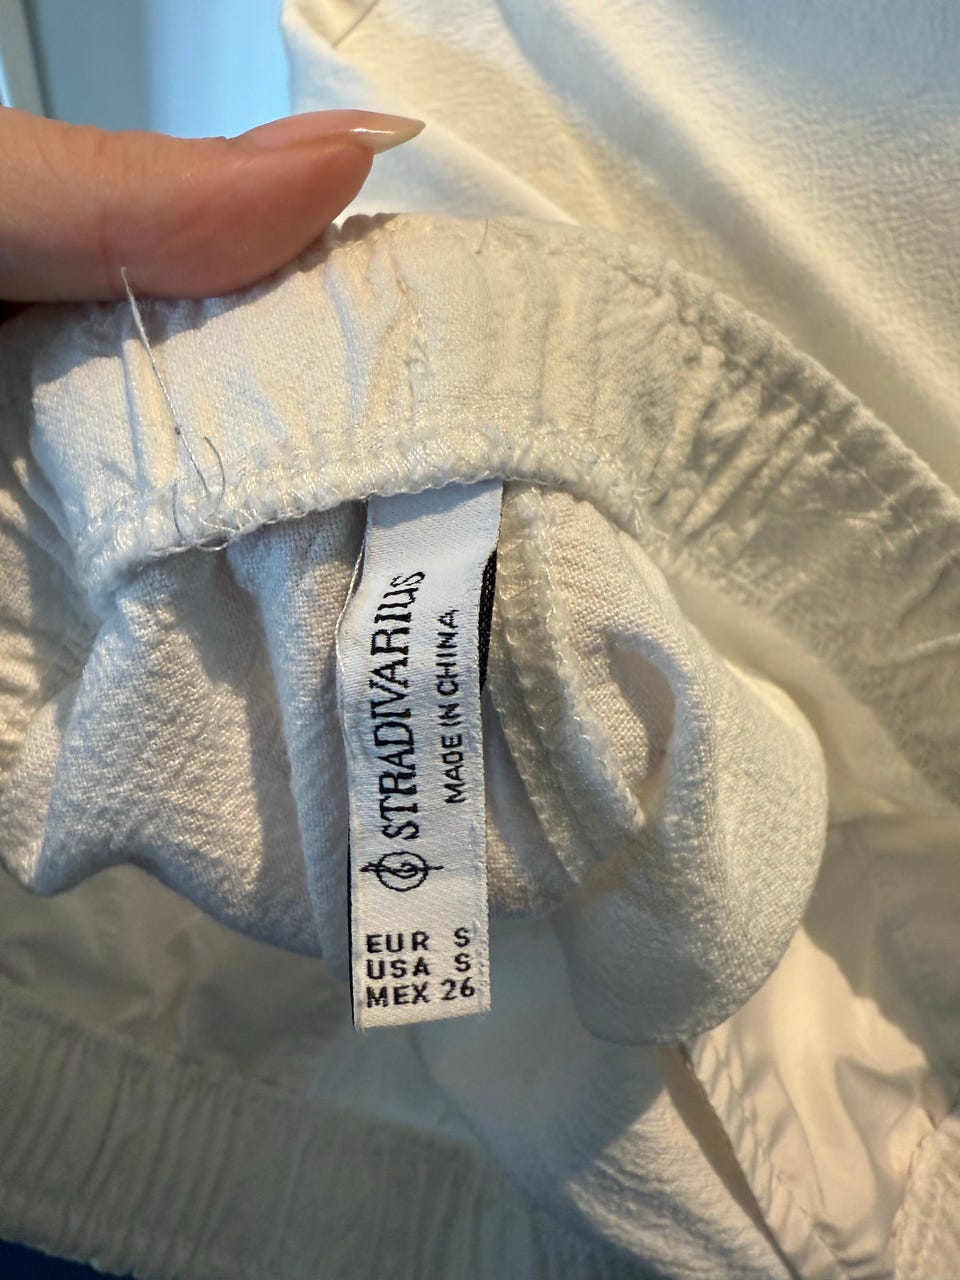 STRADIVARIUS
MADE IN CHINA
EUR S
USA S
MEX 26